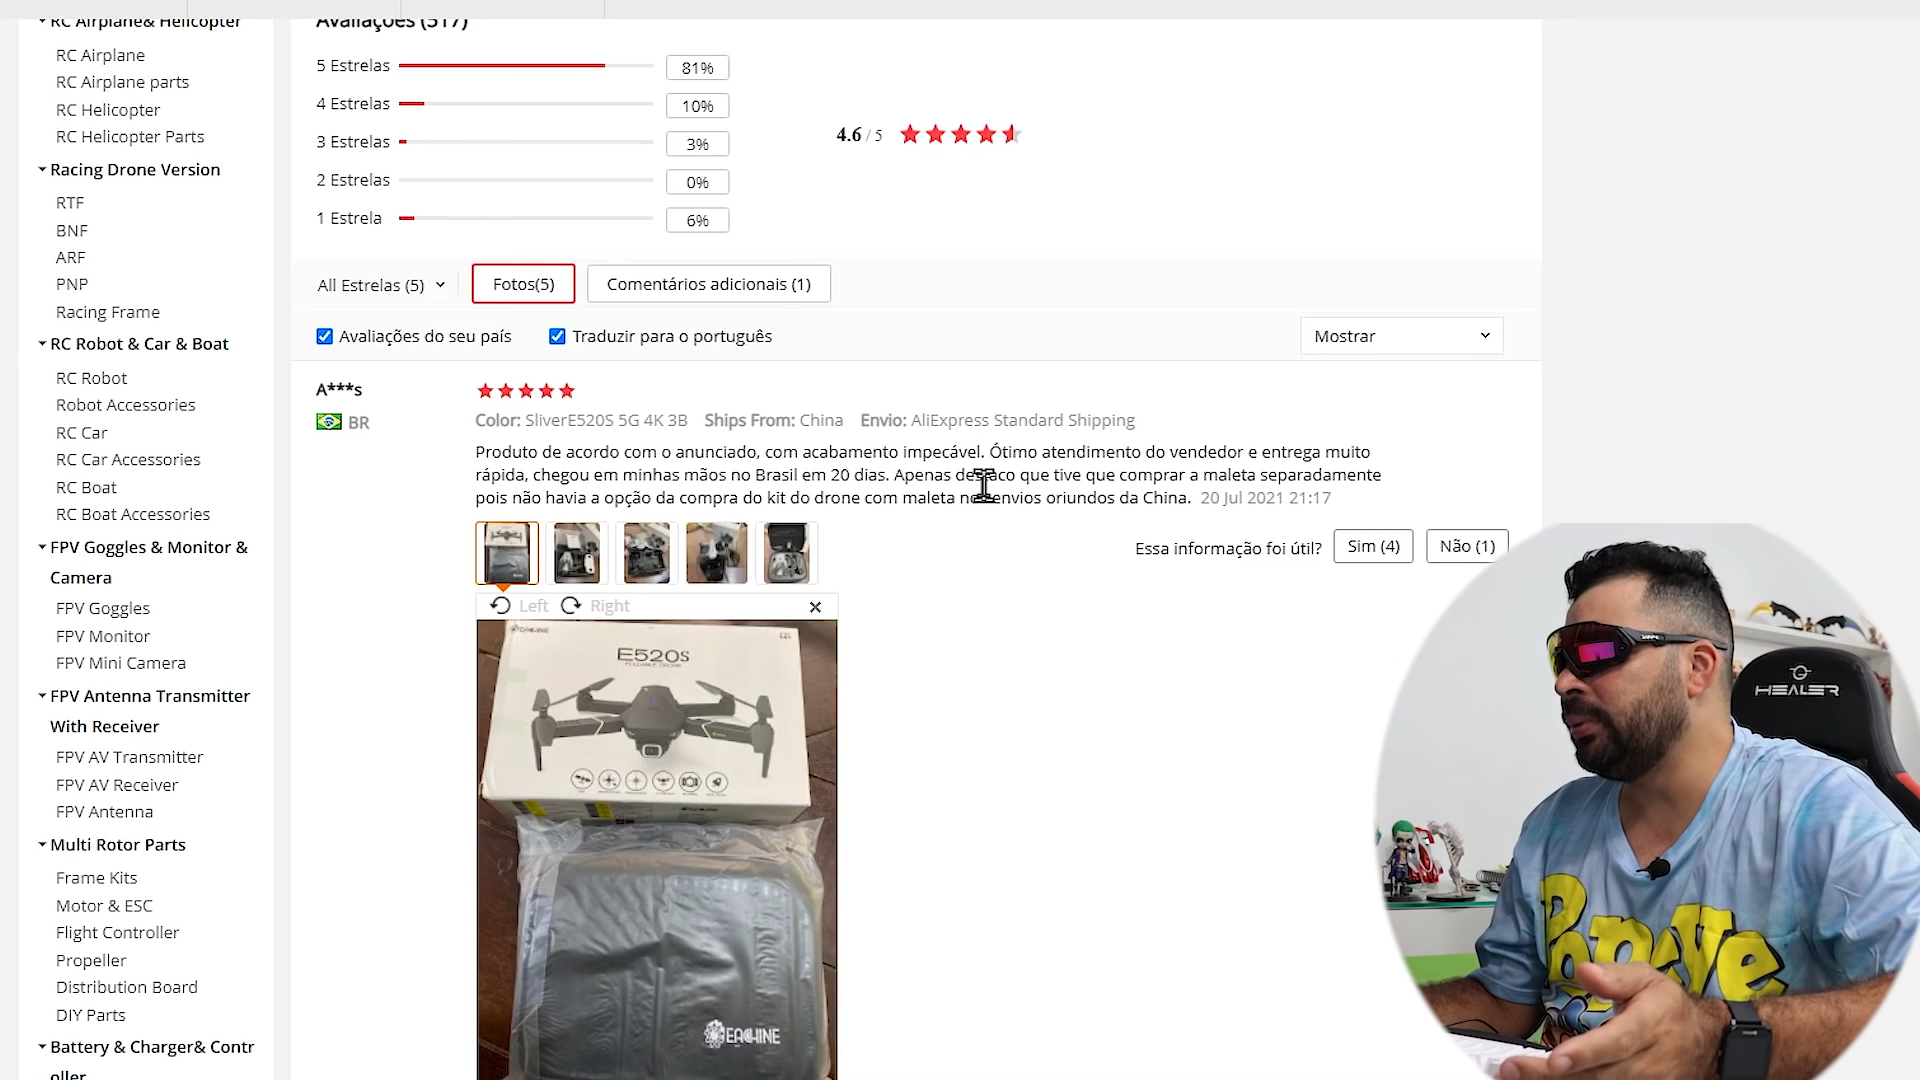 RC Airplane& Helicopter
RC Airplane
RC Airplane parts
RC Helicopter
RC Helicopter Parts
Racing Drone Version
RTF
BNF
ARF
PNP
Racing Frame
RC Robot & Car & Boat
RC Robot
Robot Accessories
RC Car
RC Car Accessories
RC Boat
RC Boat Accessories
FPV Goggles & Monitor &
Camera
FPV Goggles
FPV Monitor
FPV Mini Camera
FPV Antenna Transmitter
With Receiver
FPV AV Transmitter
FPV AV Receiver
FPV Antenna
Multi Rotor Parts
Frame Kits
Motor & ESC
Flight Controller
Propeller
Distribution Board
DIY Parts
Battery & Charger& Contr
oller
Avaliações (517)
5 Estrelas 81%
4 Estrelas 10%
3 Estrelas 3%
2 Estrelas 0%
1 Estrela 6%
4.6 / 5
All Estrelas (5) Fotos(5) Comentários adicionais (1)
Avaliações do seu país Traduzir para o português Mostrar
A***s
BR
Color: SliverE520S 5G 4K 3B Ships From: China Envio: AliExpress Standard Shipping
Produto de acordo com o anunciado, com acabamento impecável. Ótimo atendimento do vendedor e entrega muito
rápida, chegou em minhas mãos no Brasil em 20 dias. Apenas destaco que tive que comprar a maleta separadamente
pois não havia a opção da compra do kit do drone com maleta nos envios oriundos da China. 20 Jul 2021 21:17
Essa informação foi útil? Sim (4) Não (1)
Left Right
EACHINE
E520S
FOLDABLE DRONE
EACHINE
HEALER
Popeye